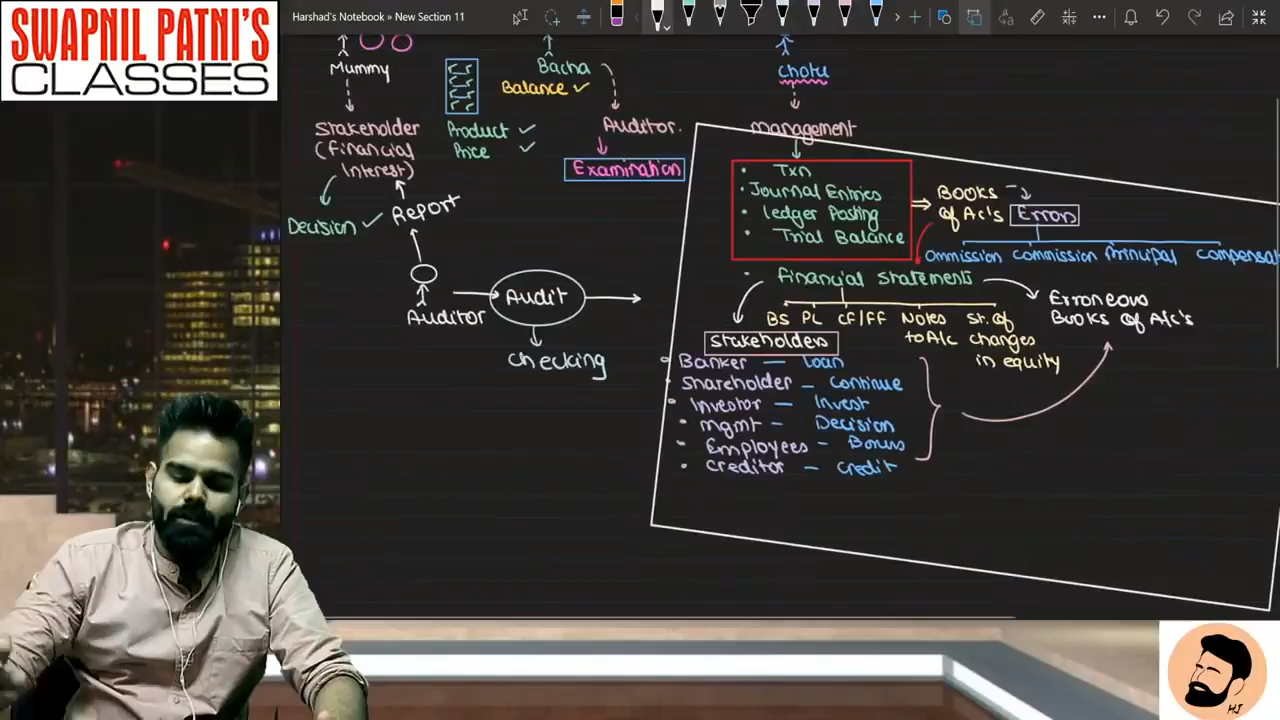 SWAPNIL PATNI'S
CLASSES
Harshad's Notebook » New Section 11
Mummy
Stakeholder
(Financial
Interest)
Decision ✓
Report
Auditor
Audit
checking
Product ✓
Price ✓
Bacha
Balance ✓
Auditor.
Examination
chotu
management
• Txn
• Journal Entries
• ledger Posting
• Trial Balance
Books
of Ac's
Errors
ommission commission Principal compensat
• financial statements
BS PL CF/FF Notes to A/c St. of changes in equity
Erroneous
Books of A/c's
Stakeholders
• Banker — Loan
• Shareholder — Continue
• Investor — Invest
• Mgmt — Decision
• Employees - Bonus
• creditor — credit
HJ